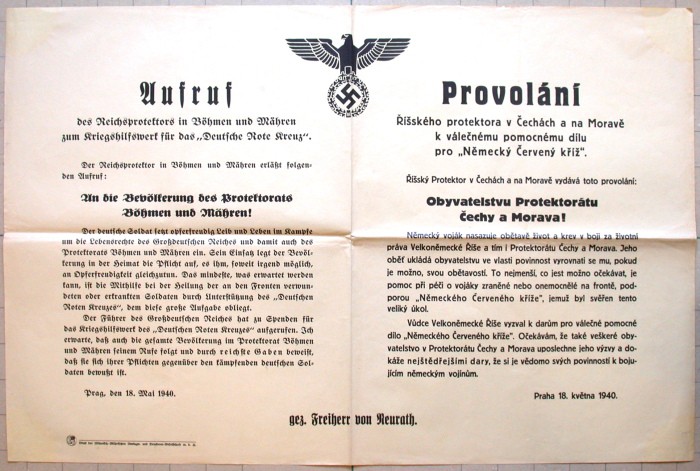 Aufruf
des Reichsprotektors in Böhmen und Mähren
zum Kriegshilfswerk für das „Deutsche Rote Kreuz".
Der Reichsprotektor in Böhmen und Mähren erläßt folgen-
den Aufruf:
An die Bevölkerung des Protektorats
Böhmen und Mähren!
Der deutsche Soldat setzt opferfreudig Leib und Leben im Kampfe
um die Lebensrechte des Großdeutschen Reiches und damit auch des
Protektorats Böhmen und Mähren ein. Sein Einsatz legt der Bevöl-
kerung in der Heimat die Pflicht auf, es ihm, soweit irgend möglich,
an Opferfreudigkeit gleichzutun. Das mindeste, was erwartet werden
kann, ist die Mithilfe bei der Heilung der an den Fronten verwun-
deten oder erkrankten Soldaten durch Unterstützung des „Deutschen
Roten Kreuzes", dem diese große Aufgabe obliegt.
Der Führer des Großdeutschen Reiches hat zu Spenden für
das Kriegshilfswerk des „Deutschen Roten Kreuzes" aufgerufen. Ich
erwarte, daß auch die gesamte Bevölkerung im Protektorat Böhmen
und Mähren seinem Rufe folgt und durch reichste Gaben beweist,
daß sie sich ihrer Pflichten gegenüber den kämpfenden deutschen Sol-
daten bewußt ist.
Prag, den 18. Mai 1940.
Provolání
Říšského protektora v Čechách a na Moravě
k válečnému pomocnému dílu
pro „Německý Červený kříž".
Říšský Protektor v Čechách a na Moravě vydává toto provolání:
Obyvatelstvu Protektorátu
Čechy a Morava!
Německý voják nasazuje obětavě život a krev v boji za životní
práva Velkoněmecké Říše a tím i Protektorátu Čechy a Morava. Jeho
oběť ukládá obyvatelstvu ve vlasti povinnost vyrovnati se mu, pokud
je možno, svou obětavostí. To nejmenší, co jest možno očekávat, je
pomoc při péči o vojáky zraněné nebo onemocnělé na frontě, pod-
porou „Německého Červeného kříže", jemuž byl svěřen tento
veliký úkol.
Vůdce Velkoněmecké Říše vyzval k darům pro válečné pomocné
dílo „Německého Červeného kříže". Očekávám, že také veškeré oby-
vatelstvo v Protektorátu Čechy a Morava uposlechne jeho výzvy a do-
káže nejštědřejšími dary, že si je vědomo svých povinností k boju-
jícím německým vojínům.
Praha 18. května 1940.
gez. Freiherr von Neurath.